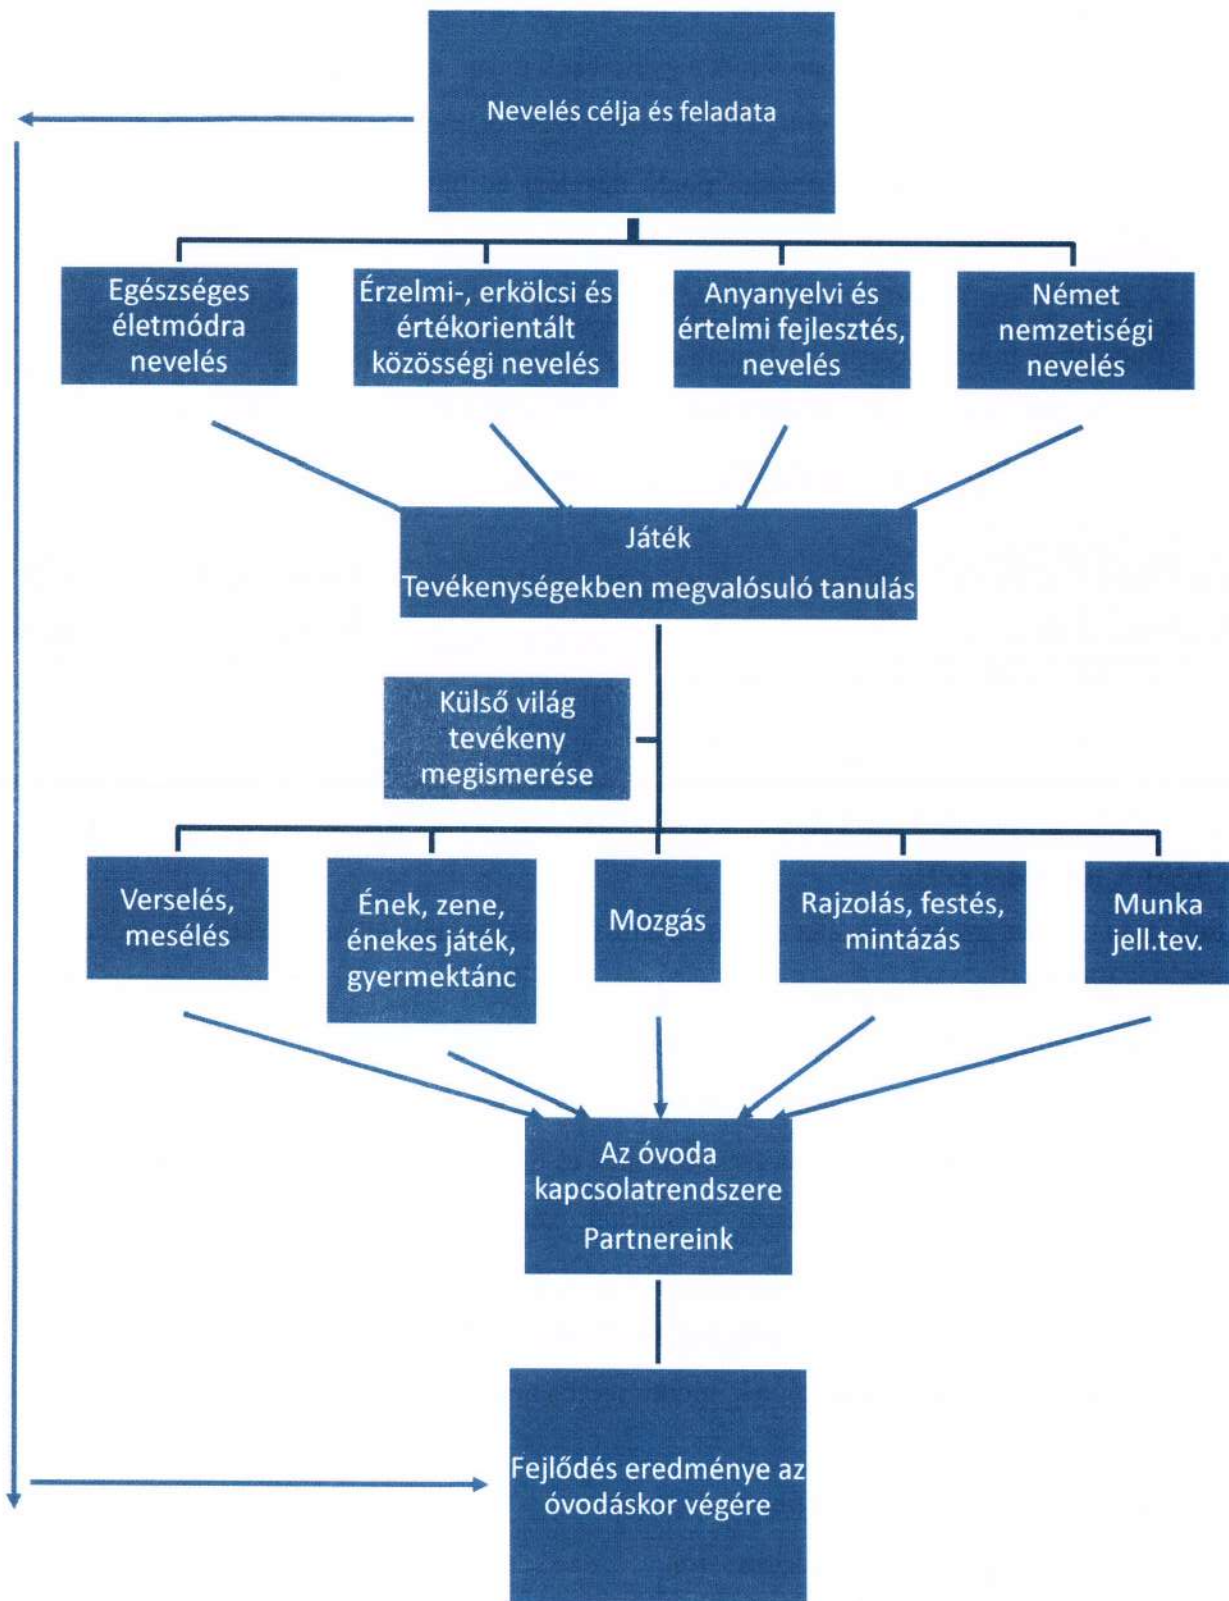 Nevelés célja és feladata
Egészséges
életmódra
nevelés
Érzelmi-, erkölcsi és
értékorientált
közösségi nevelés
Anyanyelvi és
értelmi fejlesztés,
nevelés
Német
nemzetiségi
nevelés
Játék
Tevékenységekben megvalósuló tanulás
Külső világ
tevékeny
megismerése
Verselés,
mesélés
Ének, zene,
énekes játék,
gyermektánc
Mozgás
Rajzolás, festés,
mintázás
Munka
jell.tev.
Az óvoda
kapcsolatrendszere
Partnereink
Fejlődés eredménye az
óvodáskor végére